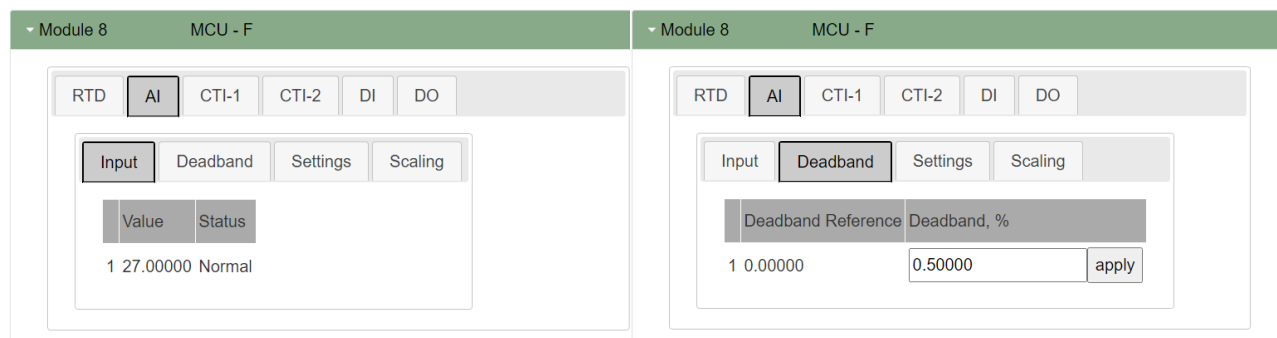 Module 8 MCU - F
RTD AI CTI-1 CTI-2 DI DO
Input Deadband Settings Scaling
Value Status
1 27.00000 Normal
Module 8 MCU - F
RTD AI CTI-1 CTI-2 DI DO
Input Deadband Settings Scaling
Deadband Reference Deadband, %
1 0.00000 0.50000 apply